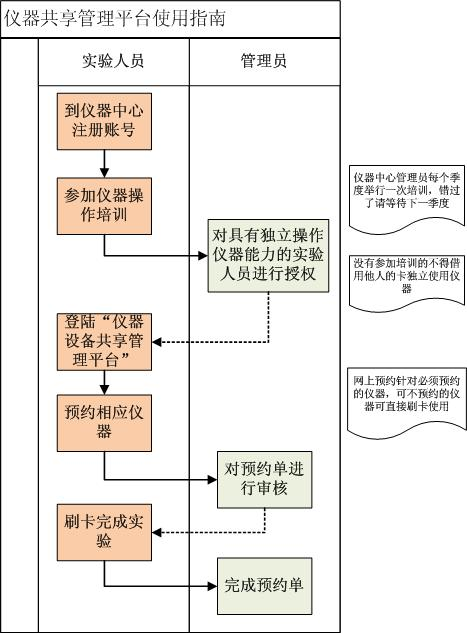 仪器共享管理平台使用指南
实验人员
管理员
到仪器中心
注册账号
参加仪器操
作培训
仪器中心管理员每个季
度举行一次培训，错过
了请等待下一季度
对具有独立操作
仪器能力的实验
人员进行授权
没有参加培训的不得借
用他人的卡独立使用仪
器
登陆“仪器
设备共享管
理平台”
预约相应仪
器
网上预约针对必须预约
的仪器，可不预约的仪
器可直接刷卡使用
对预约单进
行审核
刷卡完成实
验
完成预约单